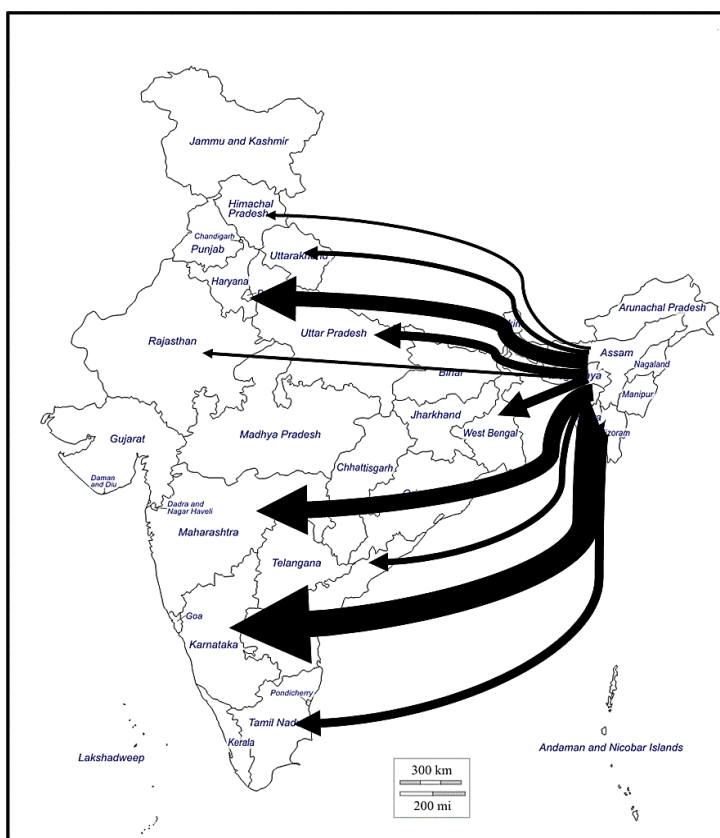 Jammu and Kashmir
Himachal
Pradesh
Chandigarh
Punjab
Uttarakhand
Haryana
Arunachal Pradesh
Uttar Pradesh
Rajasthan
Assam
Nagaland
Bihar
Manipur
Jharkhand
West Bengal
Gujarat
Madhya Pradesh
Chhattisgarh
Daman
and Diu
Dadra and
Nagar Haveli
Maharashtra
Telangana
Goa
Karnataka
Pondicherry
Tamil Nadu
Kerala
Lakshadweep
Andaman and Nicobar Islands
300 km
200 mi